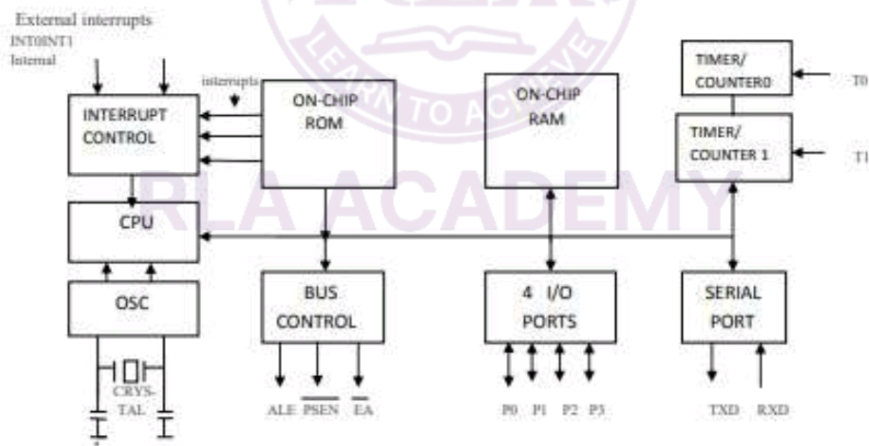 External interrupts
INT0INT1
Internal
interrupts
INTERRUPT
CONTROL
ON-CHIP
ROM
ON-CHIP
RAM
TIMER/
COUNTER0
T0
TIMER/
COUNTER 1
T1
LEARN TO ACHIEVE
RLA ACADEMY
CPU
OSC
BUS
CONTROL
4 I/O
PORTS
SERIAL
PORT
CRYS-
TAL
ALE PSEN EA
P0 P1 P2 P3
TXD RXD